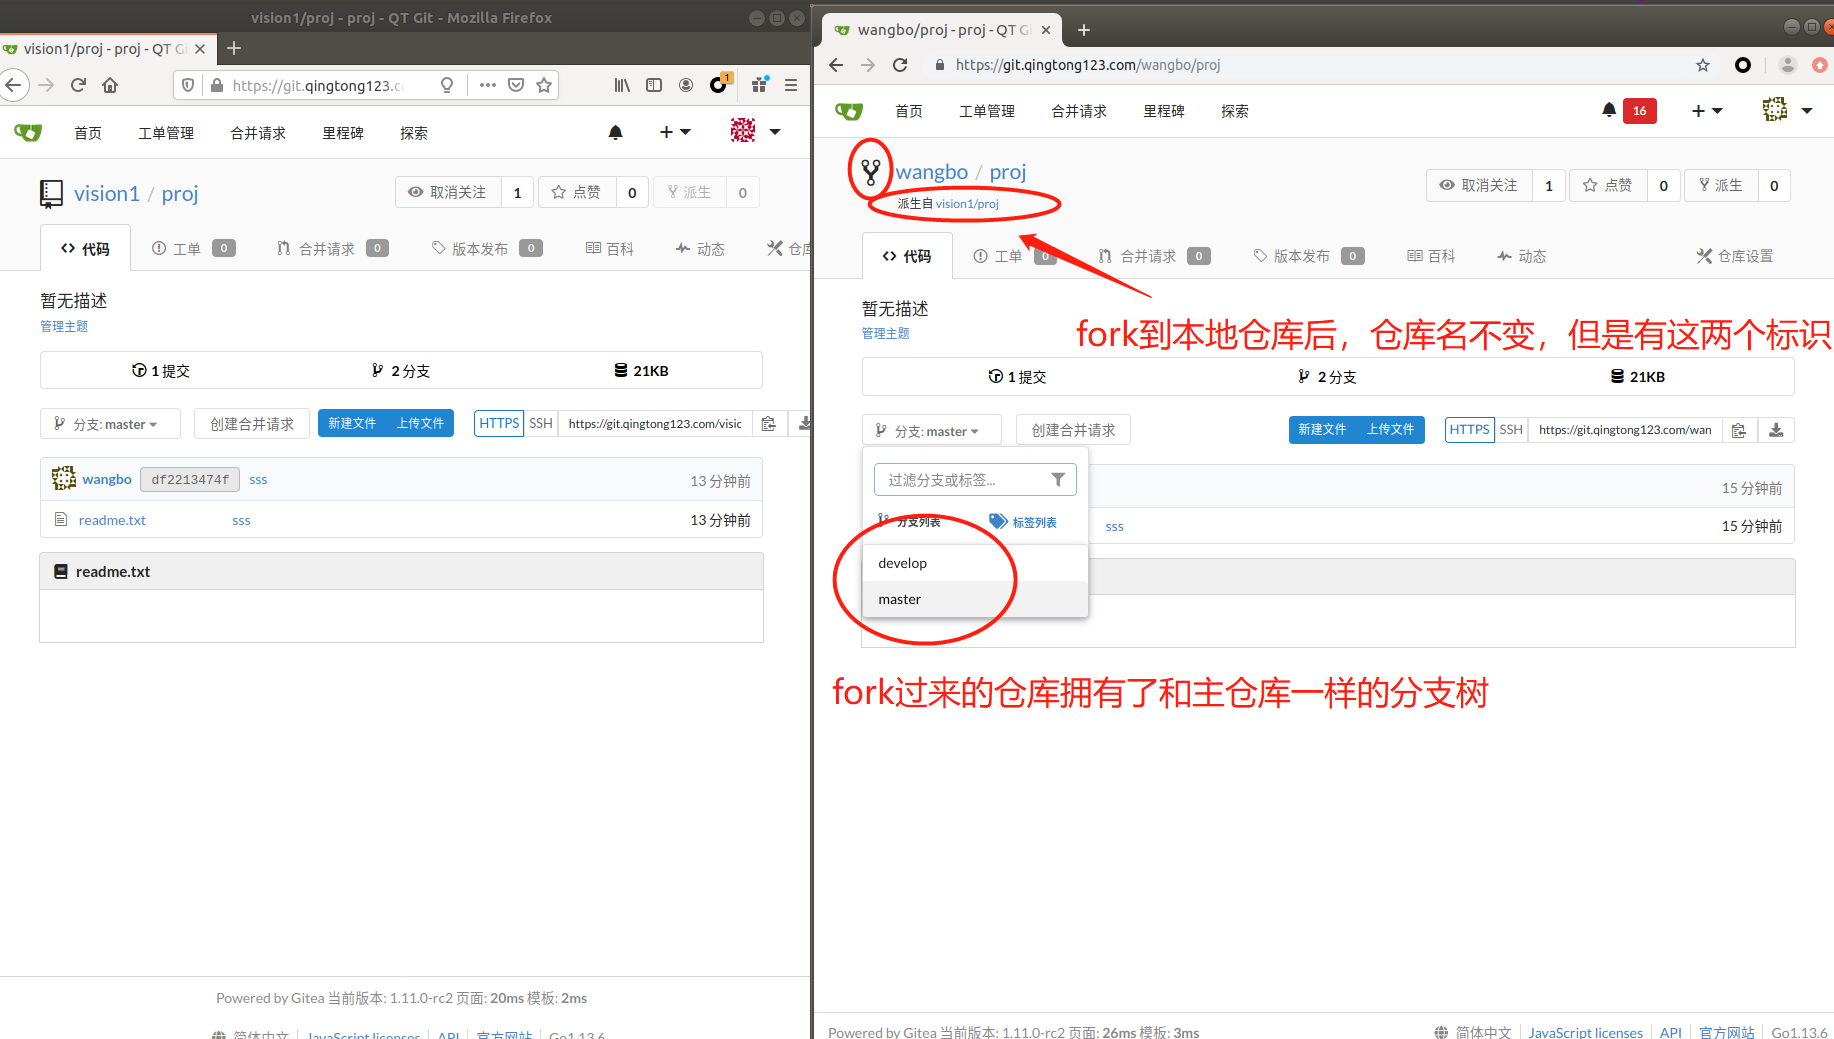 vision1/proj - proj - QT Git - Mozilla Firefox
vision1/proj - proj - QT Gi
https://git.qingtong123.c
1
首页 工单管理 合并请求 里程碑 探索
vision1 / proj
取消关注 1 点赞 0 派生 0
代码 工单 0 合并请求 0 版本发布 0 百科 动态 仓库
暂无描述
管理主题
1 提交 2 分支 21KB
分支: master 创建合并请求 新建文件 上传文件 HTTPS SSH https://git.qingtong123.com/visic
wangbo df2213474f sss 13 分钟前
readme.txt sss 13 分钟前
readme.txt
Powered by Gitea 当前版本: 1.11.0-rc2 页面: 20ms 模板: 2ms
简体中文 JavaScript licenses API 官方网站 Go1.13.6
wangbo/proj - proj - QT G
https://git.qingtong123.com/wangbo/proj
首页 工单管理 合并请求 里程碑 探索 16
wangbo / proj
派生自 vision1/proj
取消关注 1 点赞 0 派生 0
代码 工单 0 合并请求 0 版本发布 0 百科 动态 仓库设置
暂无描述
管理主题
fork到本地仓库后，仓库名不变，但是有这两个标识
1 提交 2 分支 21KB
分支: master 创建合并请求 新建文件 上传文件 HTTPS SSH https://git.qingtong123.com/wan
过滤分支或标签...
15 分钟前
分支列表 标签列表
sss 15 分钟前
develop
master
fork过来的仓库拥有了和主仓库一样的分支树
Powered by Gitea 当前版本: 1.11.0-rc2 页面: 26ms 模板: 3ms
简体中文 JavaScript licenses API 官方网站 Go1.13.6